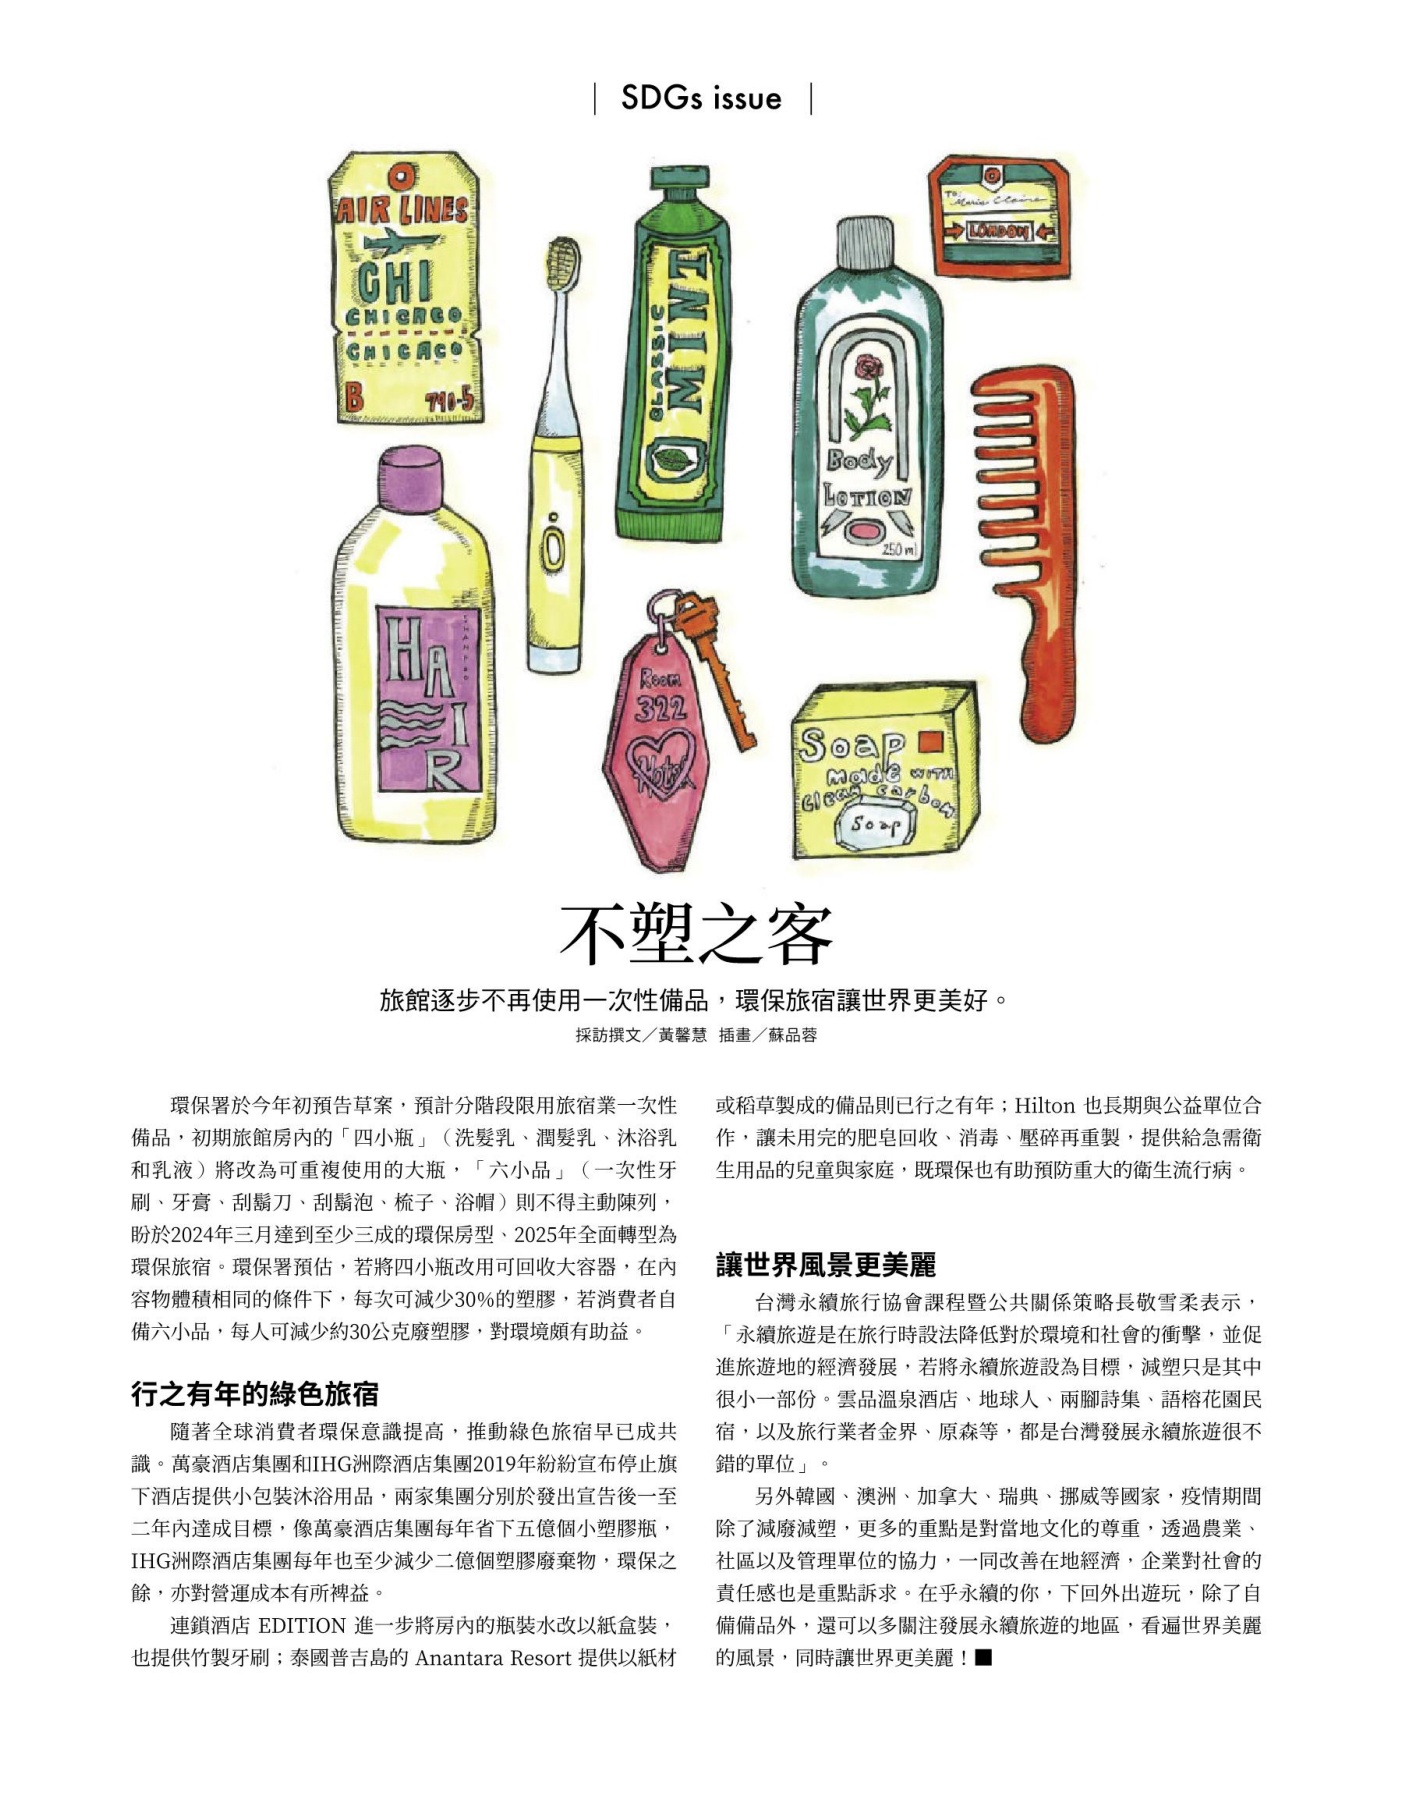 SDGs issue
AIR LINES
CHI
CHICAGO
CHICAGO
B 790-5
CLASSIC
MINT
To:
Marie Claire
LONDON
Body
LOTION
250 ml
HAIR
SHAMPOO
Room
322
Hotel
Soap
made with
clean carbon
Soap
不塑之客
旅館逐步不再使用一次性備品，環保旅宿讓世界更美好。
採訪撰文／黃馨慧 插畫／蘇品蓉
環保署於今年初預告草案，預計分階段限用旅宿業一次性
備品，初期旅館房內的「四小瓶」（洗髮乳、潤髮乳、沐浴乳
和乳液）將改為可重複使用的大瓶，「六小品」（一次性牙
刷、牙膏、刮鬍刀、刮鬍泡、梳子、浴帽）則不得主動陳列，
盼於2024年三月達到至少三成的環保房型、2025年全面轉型為
環保旅宿。環保署預估，若將四小瓶改用可回收大容器，在內
容物體積相同的條件下，每次可減少30%的塑膠，若消費者自
備六小品，每人可減少約30公克廢塑膠，對環境頗有助益。
行之有年的綠色旅宿
隨著全球消費者環保意識提高，推動綠色旅宿早已成共
識。萬豪酒店集團和IHG洲際酒店集團2019年紛紛宣布停止旗
下酒店提供小包裝沐浴用品，兩家集團分別於發出宣告後一至
二年內達成目標，像萬豪酒店集團每年省下五億個小塑膠瓶，
IHG洲際酒店集團每年也至少減少二億個塑膠廢棄物，環保之
餘，亦對營運成本有所裨益。
連鎖酒店 EDITION 進一步將房內的瓶裝水改以紙盒裝，
也提供竹製牙刷；泰國普吉島的 Anantara Resort 提供以紙材
或稻草製成的備品則已行之有年；Hilton 也長期與公益單位合
作，讓未用完的肥皂回收、消毒、壓碎再重製，提供給急需衛
生用品的兒童與家庭，既環保也有助預防重大的衛生流行病。
讓世界風景更美麗
台灣永續旅行協會課程暨公共關係策略長敬雪柔表示，
「永續旅遊是在旅行時設法降低對於環境和社會的衝擊，並促
進旅遊地的經濟發展，若將永續旅遊設為目標，減塑只是其中
很小一部份。雲品溫泉酒店、地球人、兩腳詩集、語榕花園民
宿，以及旅行業者金界、原森等，都是台灣發展永續旅遊很不
錯的單位」。
另外韓國、澳洲、加拿大、瑞典、挪威等國家，疫情期間
除了減廢減塑，更多的重點是對當地文化的尊重，透過農業、
社區以及管理單位的協力，一同改善在地經濟，企業對社會的
責任感也是重點訴求。在乎永續的你，下回外出遊玩，除了自
備備品外，還可以多關注發展永續旅遊的地區，看遍世界美麗
的風景，同時讓世界更美麗！■